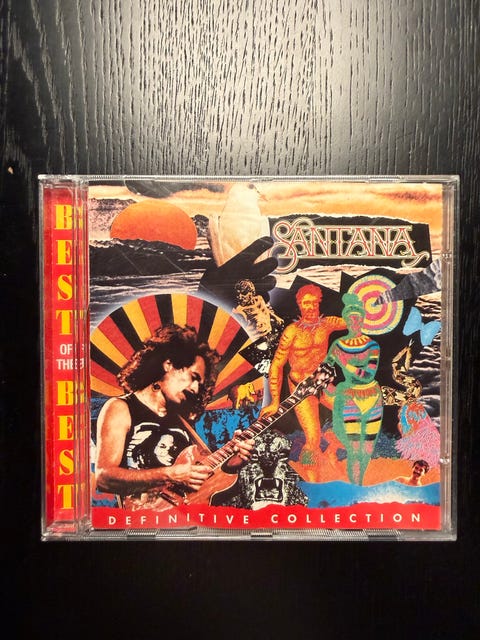 BEST
OF
THE
BEST
SANTANA
DEFINITIVE COLLECTION